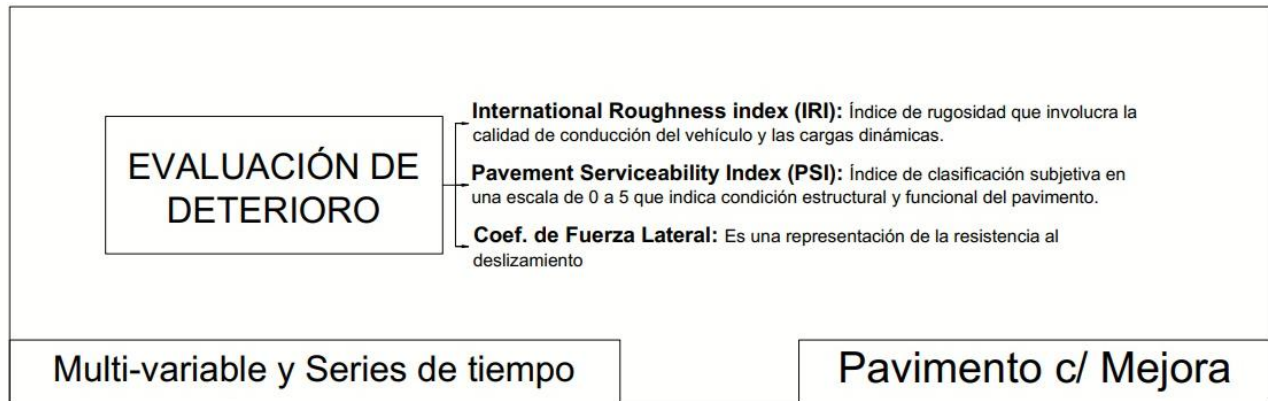 EVALUACIÓN DE
DETERIORO
International Roughness index (IRI): Índice de rugosidad que involucra la
calidad de conducción del vehículo y las cargas dinámicas.
Pavement Serviceability Index (PSI): Índice de clasificación subjetiva en
una escala de 0 a 5 que indica condición estructural y funcional del pavimento.
Coef. de Fuerza Lateral: Es una representación de la resistencia al
deslizamiento
Multi-variable y Series de tiempo
Pavimento c/ Mejora